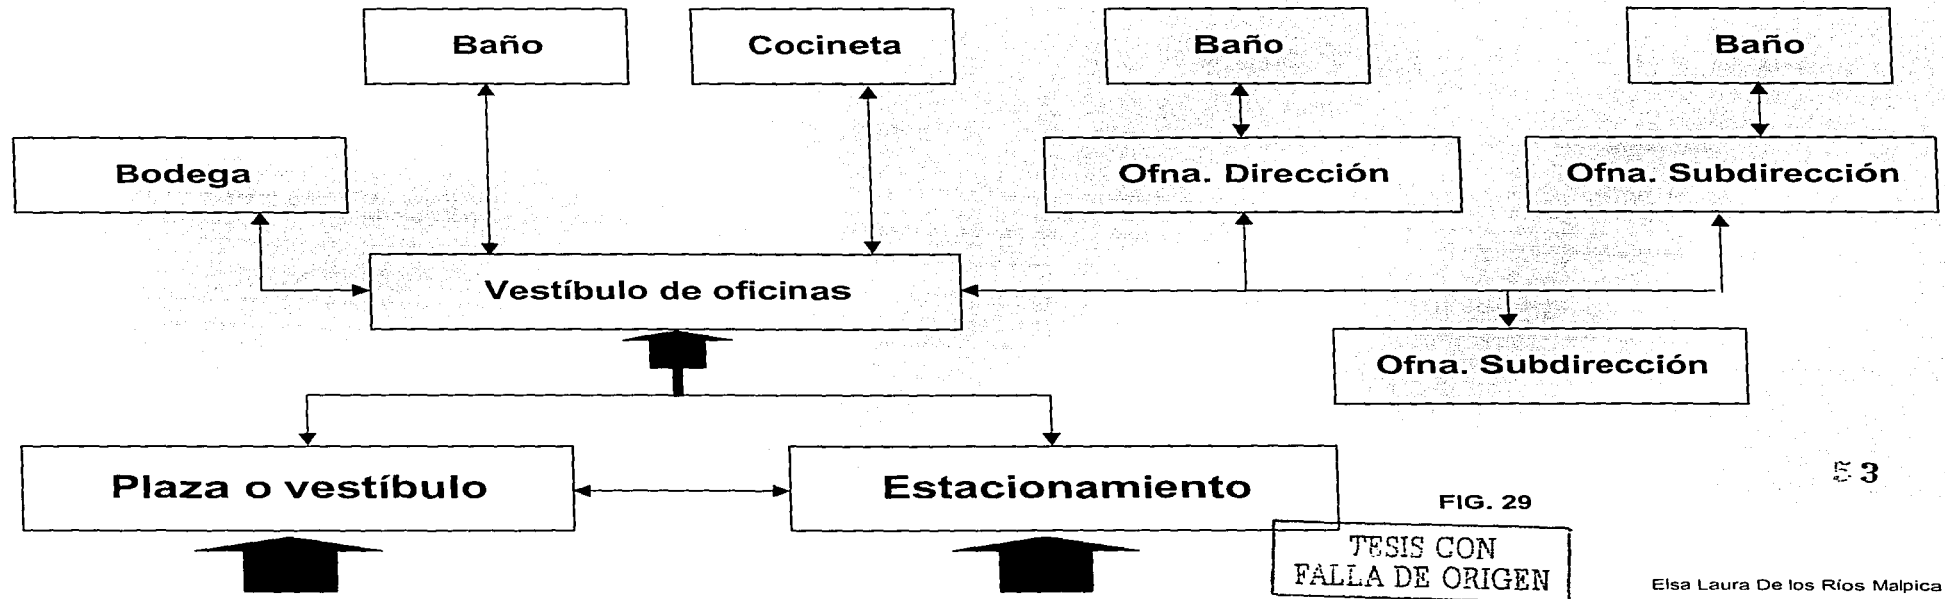 Baño
Cocineta
Baño
Baño
Bodega
Ofna. Dirección
Ofna. Subdirección
Vestíbulo de oficinas
Ofna. Subdirección
Plaza o vestíbulo
Estacionamiento
53
FIG. 29
TESIS CON
FALLA DE ORIGEN
Elsa Laura De los Ríos Malpica